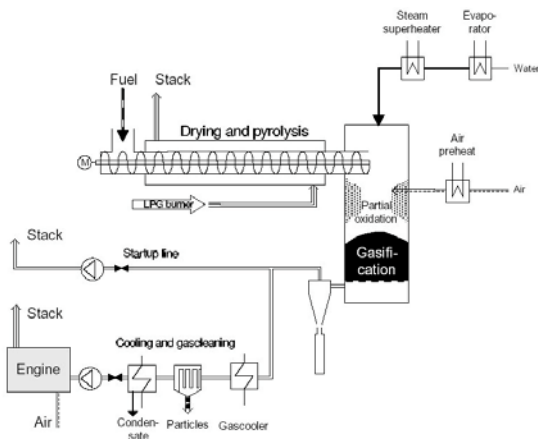 Steam
superheater
Evapo-
rator
Water
Fuel
Stack
Drying and pyrolysis
M
LPG burner
Air
preheat
Air
Partial
oxidation
Gasifi-
cation
Stack
Startup line
Stack
Cooling and gascleaning
Engine
Air
Conden-
sate
Particles
Gascooler